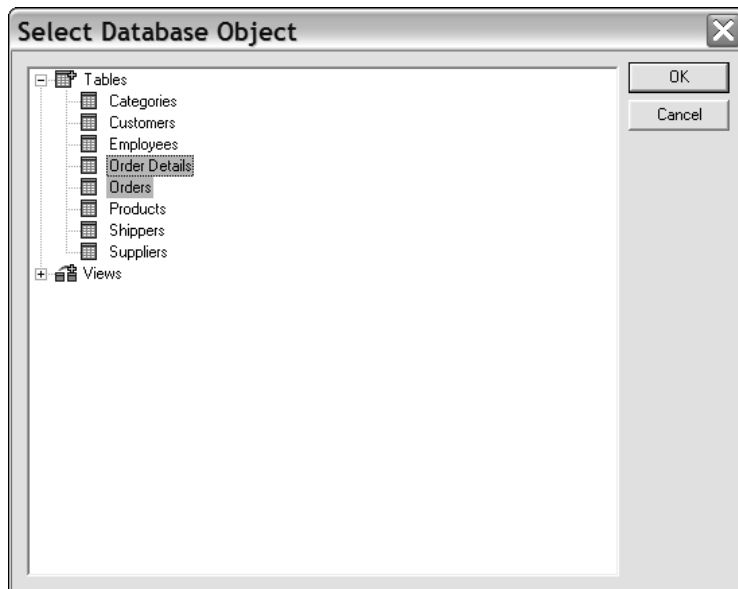 Select Database Object
Tables
Categories
Customers
Employees
Order Details
Orders
Products
Shippers
Suppliers
Views
OK
Cancel